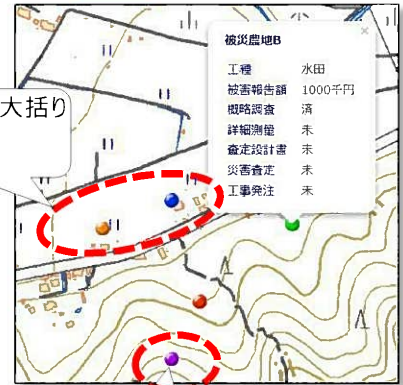 被災農地B
×
工種 水田
被害報告額 1000千円
概略調査 済
詳細測量 未
査定設計書 未
災害査定 未
工事発注 未
大括り